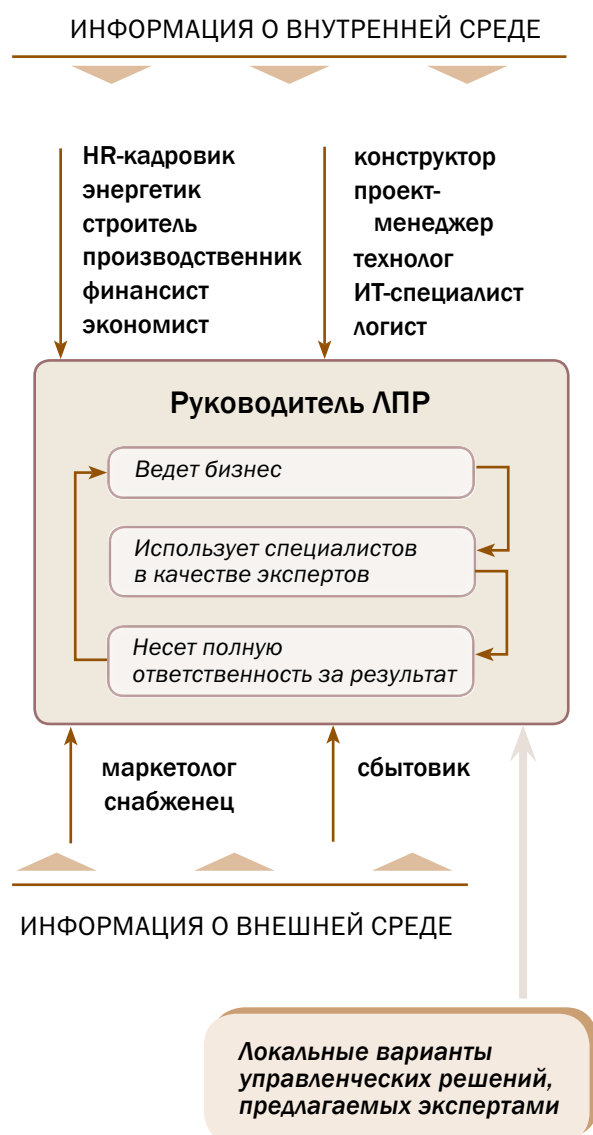 ИНФОРМАЦИЯ О ВНУТРЕННЕЙ СРЕДЕ
HR-кадровик
энергетик
строитель
производственник
финансист
экономист
конструктор
проект-
менеджер
технолог
ИТ-специалист
логист
Руководитель ЛПР
Ведет бизнес
Использует специалистов
в качестве экспертов
Несет полную
ответственность за результат
маркетолог
снабженец
сбытовик
ИНФОРМАЦИЯ О ВНЕШНЕЙ СРЕДЕ
Локальные варианты
управленческих решений,
предлагаемых экспертами